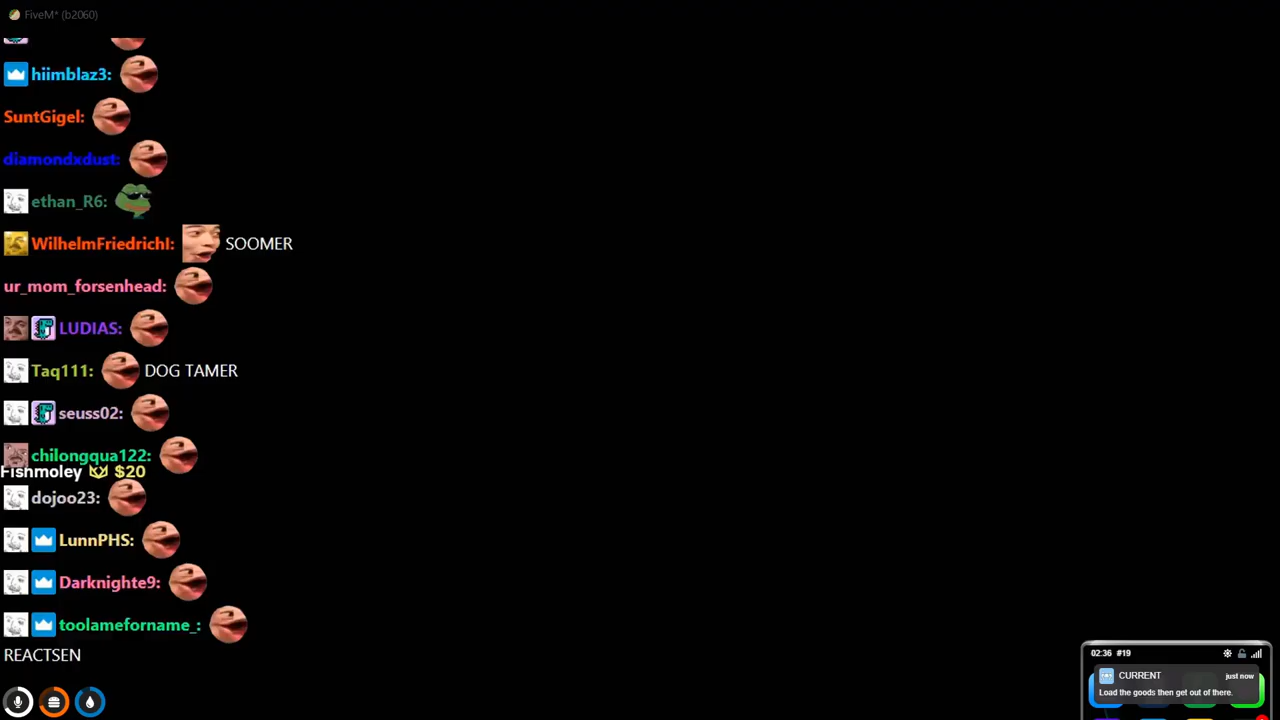 FiveM* (b2060)
hiimblaz3:
SuntGigel:
diamondxdust:
ethan_R6:
WilhelmFriedrichI: SOOMER
ur_mom_forsenhead:
LUDIAS:
Taq111: DOG TAMER
seuss02:
chilongqua122:
Fishmoley $20
dojoo23:
LunnPHS:
Darknighte9:
toolameforname_:
REACTSEN
02:36 #19
CURRENT just now
Load the goods then get out of there.